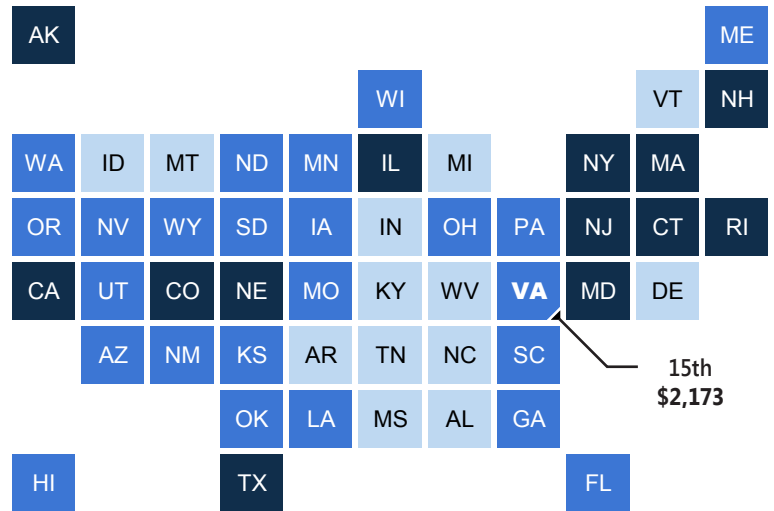 AK ME
WI VT NH
WA ID MT ND MN IL MI NY MA
OR NV WY SD IA IN OH PA NJ CT RI
CA UT CO NE MO KY WV VA MD DE
AZ NM KS AR TN NC SC
15th
$2,173
OK LA MS AL GA
HI TX FL